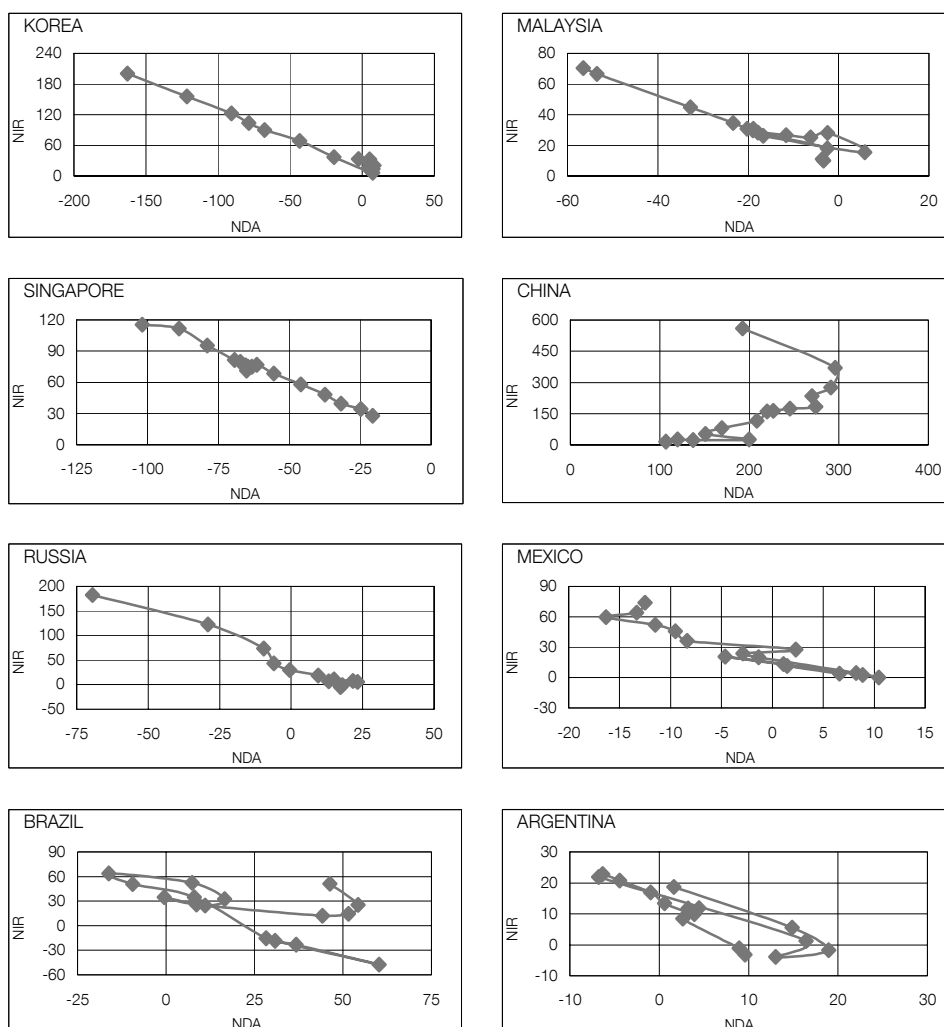 KOREA
240
180
120
60
0
NIR
-200 -150 -100 -50 0 50
NDA
MALAYSIA
80
60
40
20
0
NIR
-60 -40 -20 0 20
NDA
SINGAPORE
120
90
60
30
0
NIR
-125 -100 -75 -50 -25 0
NDA
CHINA
600
450
300
150
0
NIR
0 100 200 300 400
NDA
RUSSIA
200
150
100
50
0
-50
NIR
-75 -50 -25 0 25 50
NDA
MEXICO
90
60
30
0
-30
NIR
-20 -15 -10 -5 0 5 10 15
NDA
BRAZIL
90
60
30
0
-30
-60
NIR
-25 0 25 50 75
NDA
ARGENTINA
30
20
10
0
-10
NIR
-10 0 10 20 30
NDA